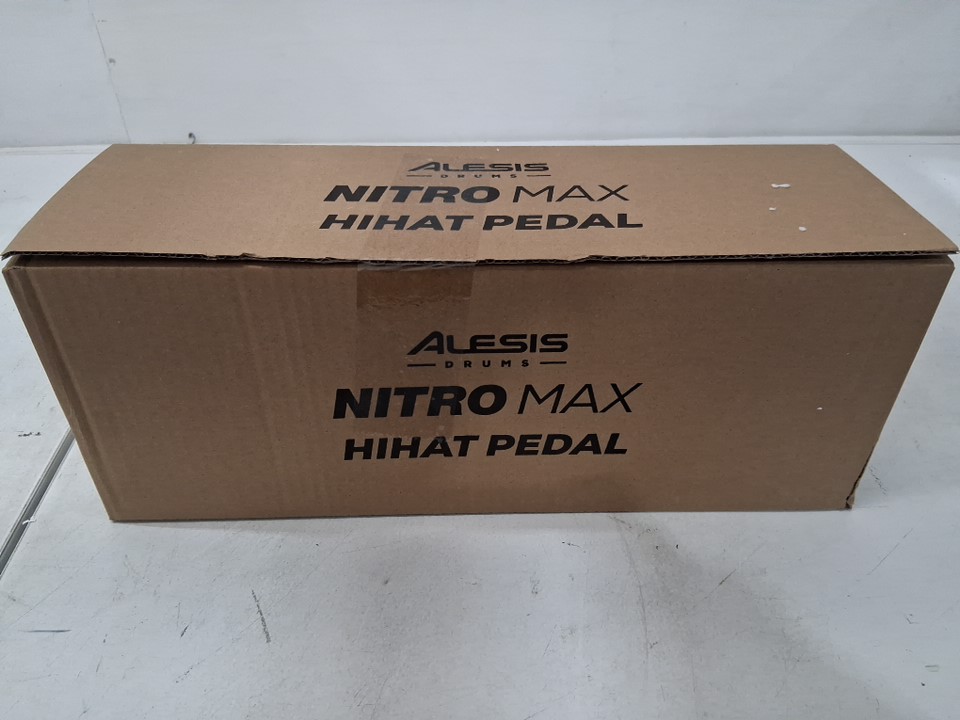 ALESIS
DRUMS
NITRO MAX
HIHAT PEDAL
ALESIS
DRUMS
NITRO MAX
HIHAT PEDAL